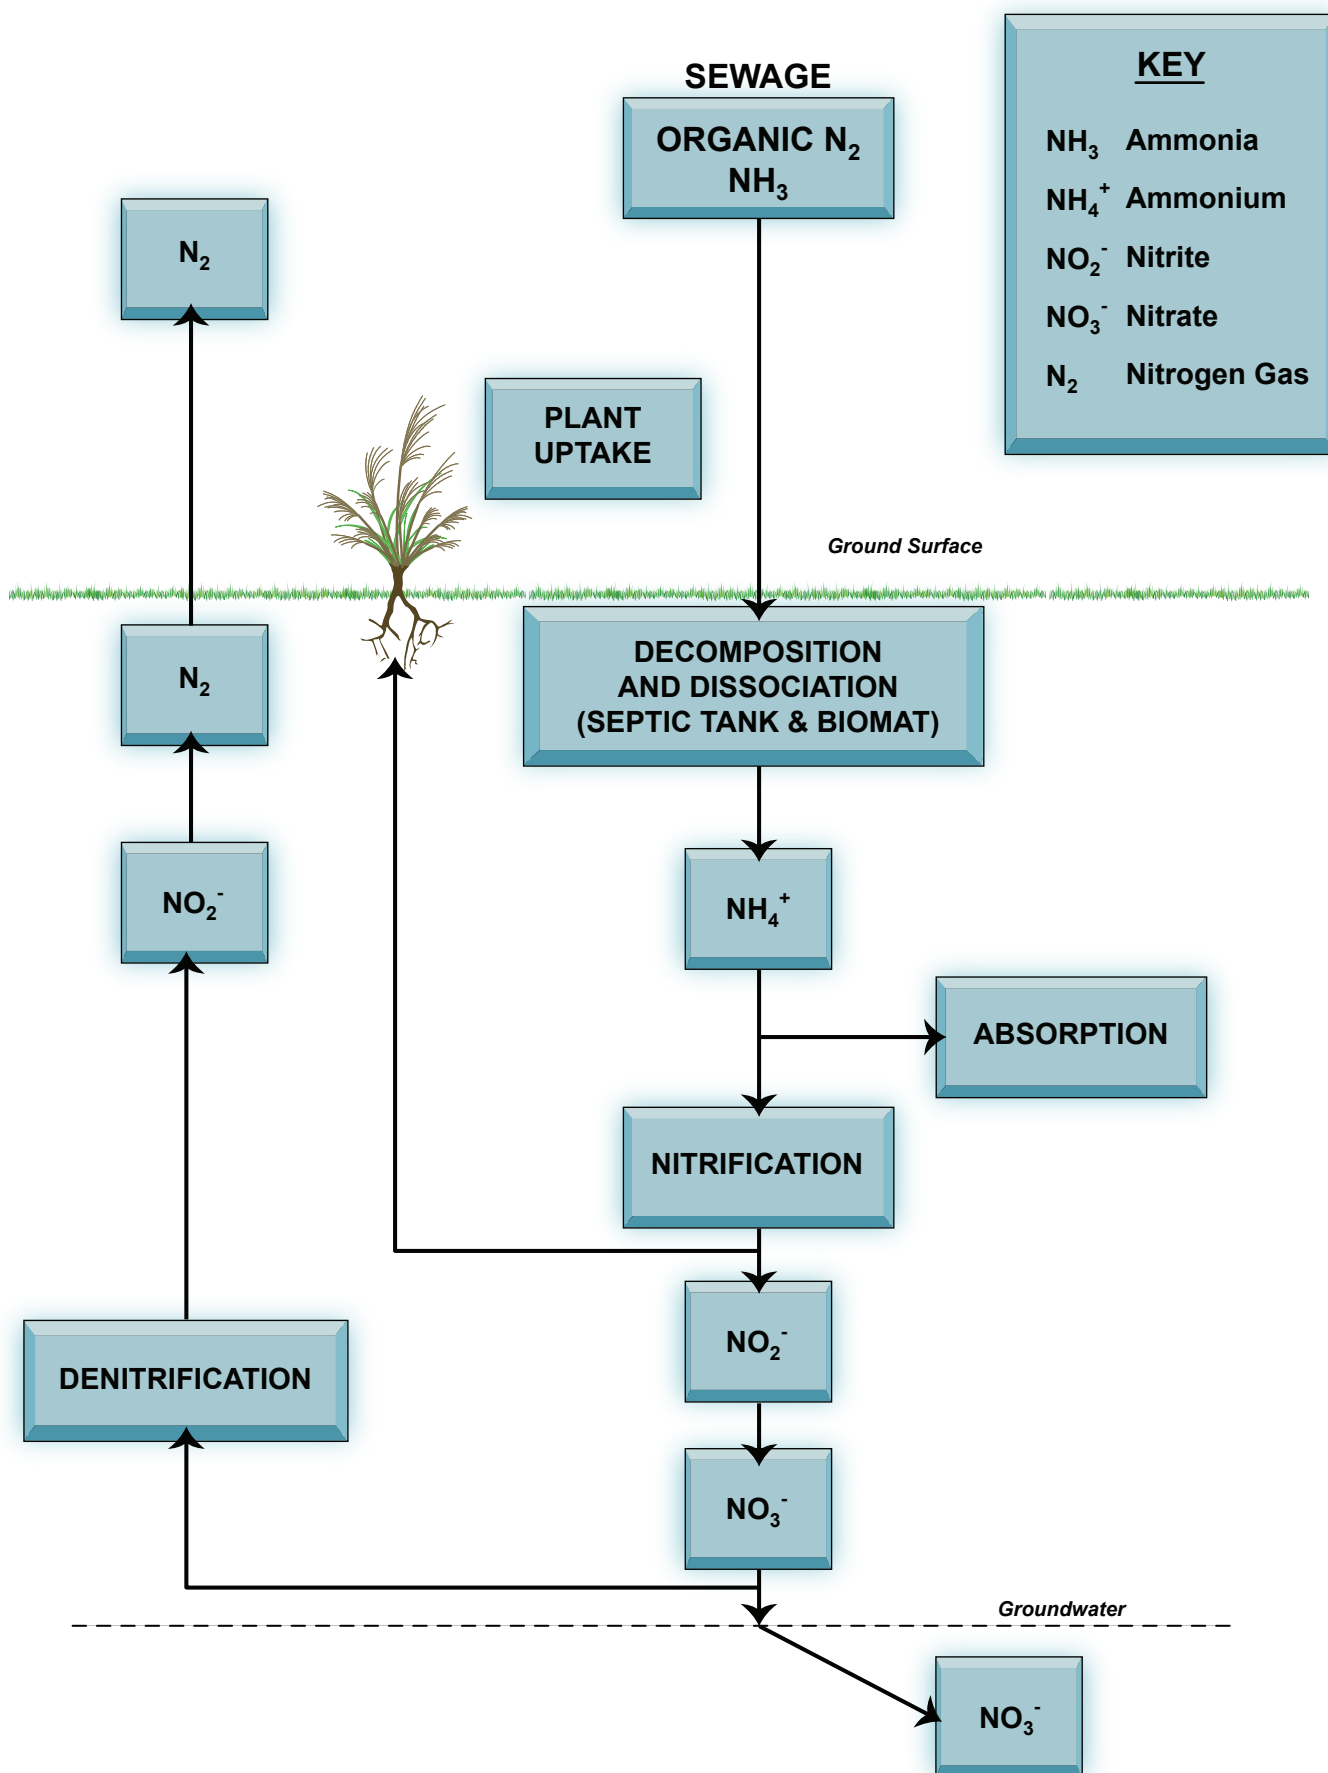 SEWAGE
ORGANIC N₂
NH₃
KEY
NH₃ Ammonia
NH₄⁺ Ammonium
NO₂⁻ Nitrite
NO₃⁻ Nitrate
N₂ Nitrogen Gas
N₂
PLANT
UPTAKE
Ground Surface
N₂
DECOMPOSITION
AND DISSOCIATION
(SEPTIC TANK & BIOMAT)
NO₂⁻
NH₄⁺
ABSORPTION
NITRIFICATION
NO₂⁻
DENITRIFICATION
NO₃⁻
Groundwater
NO₃⁻